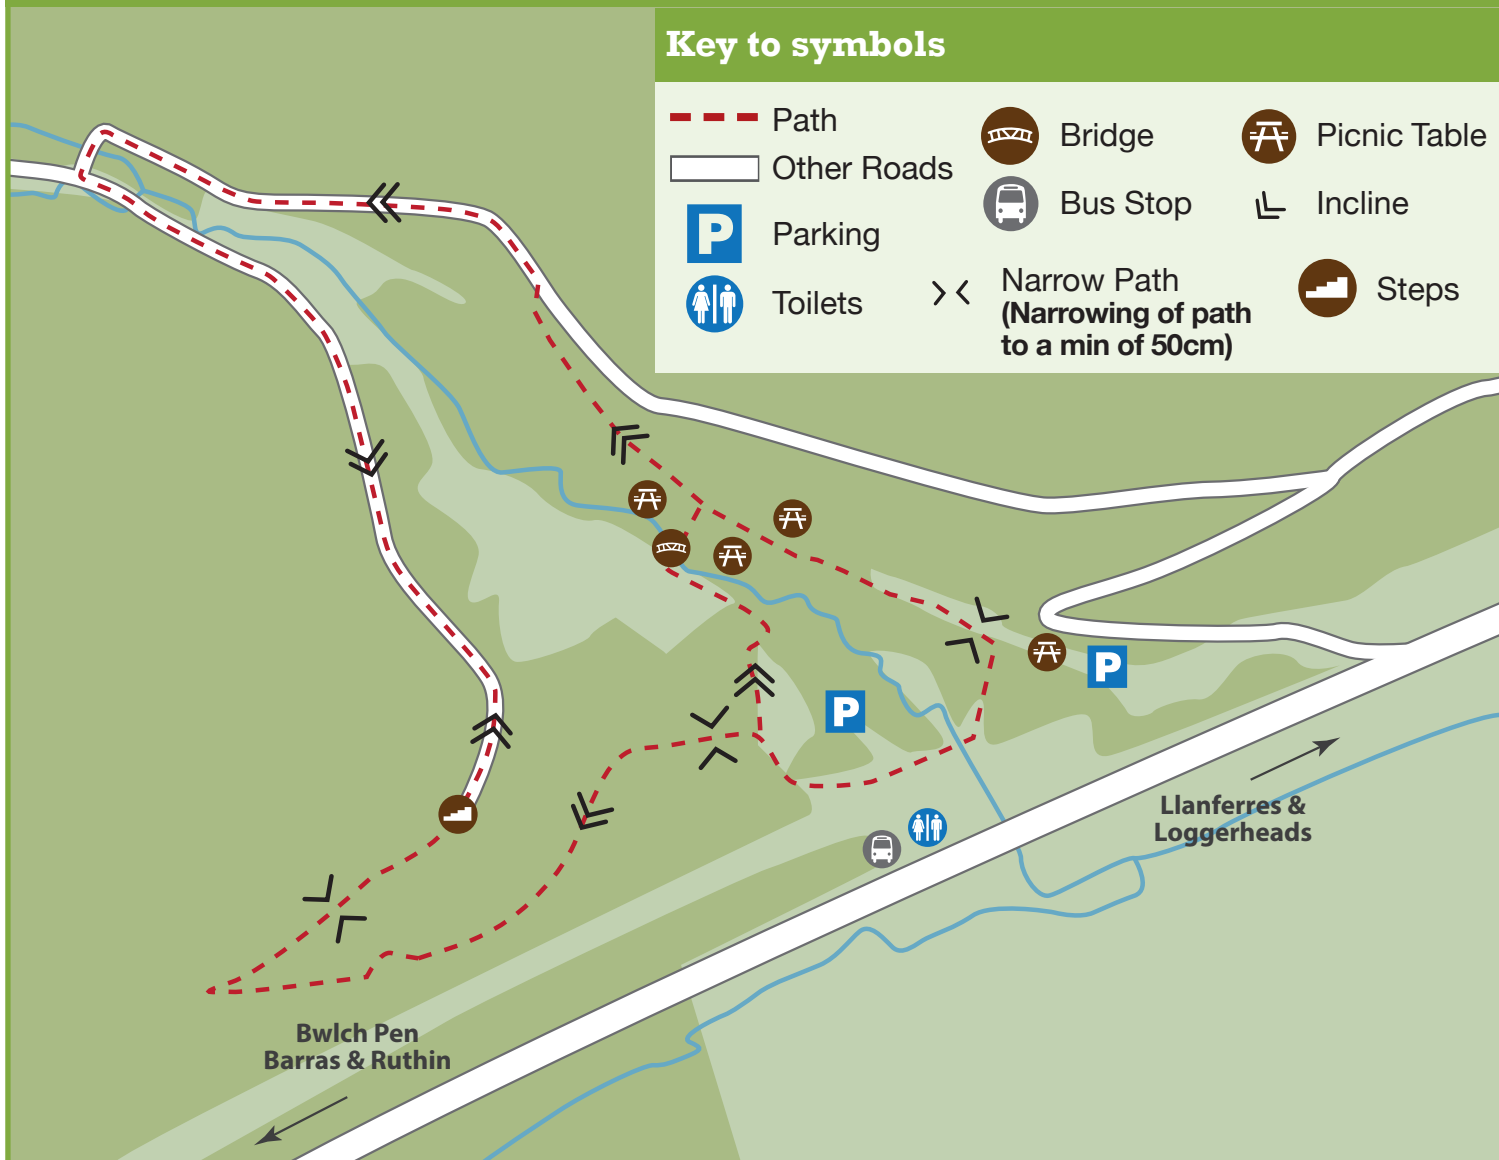 Key to symbols
Path
Other Roads
P
Parking
Toilets
Bridge
Bus Stop
Narrow Path
(Narrowing of path
to a min of 50cm)
Picnic Table
Incline
Steps
P
P
Llanferres &
Loggerheads
Bwlch Pen
Barras & Ruthin